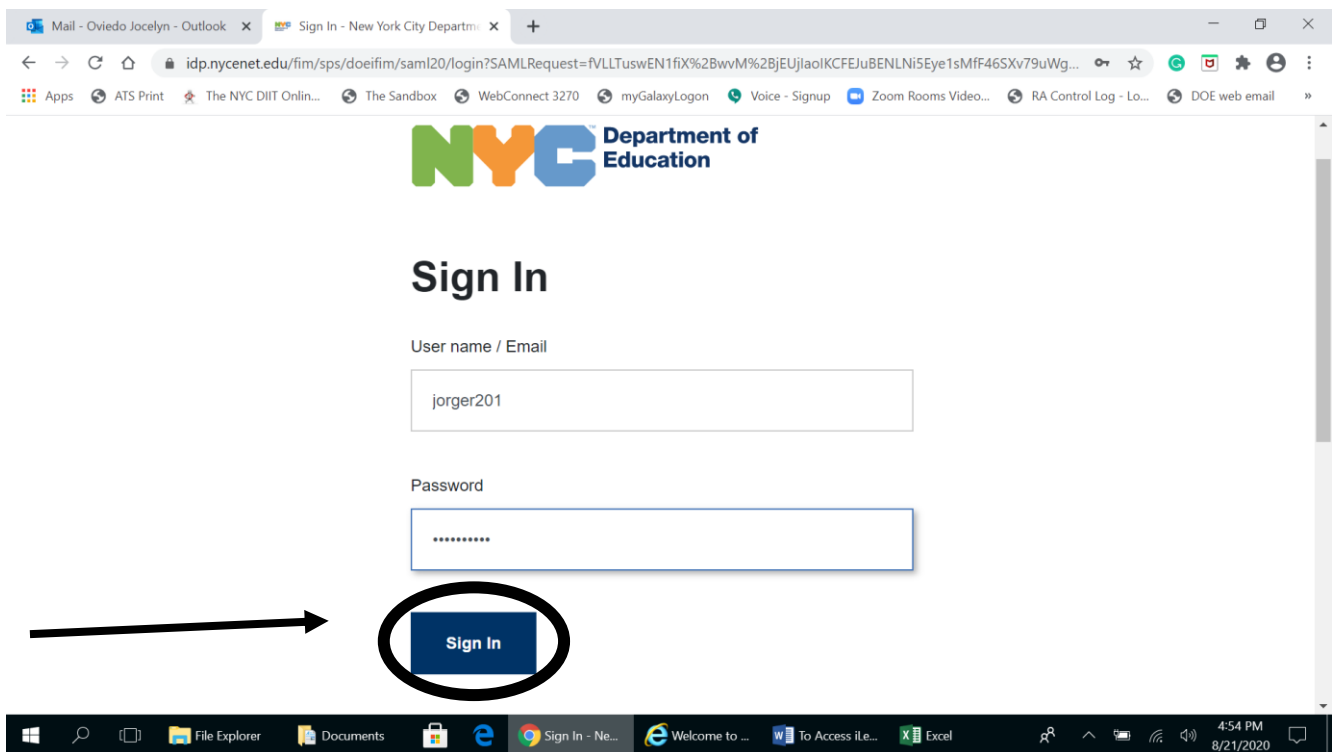 Mail - Oviedo Jocelyn - Outlook
Sign In - New York City Departme
idp.nycenet.edu/fim/sps/doeifim/saml20/login?SAMLRequest=fVLLTuswEN1fiX%2BwvM%2BjEUjIaoIKCFEJuBENLNi5Eye1sMfF46SXv79uWg...
Apps ATS Print The NYC DIIT Onlin... The Sandbox WebConnect 3270 myGalaxyLogon Voice - Signup Zoom Rooms Video... RA Control Log - Lo... DOE web email »
NYC Department of
Education
Sign In
User name / Email
jorger201
Password
••••••••••
Sign In
File Explorer Documents Sign In - Ne... Welcome to ... To Access iLe... Excel
4:54 PM
8/21/2020